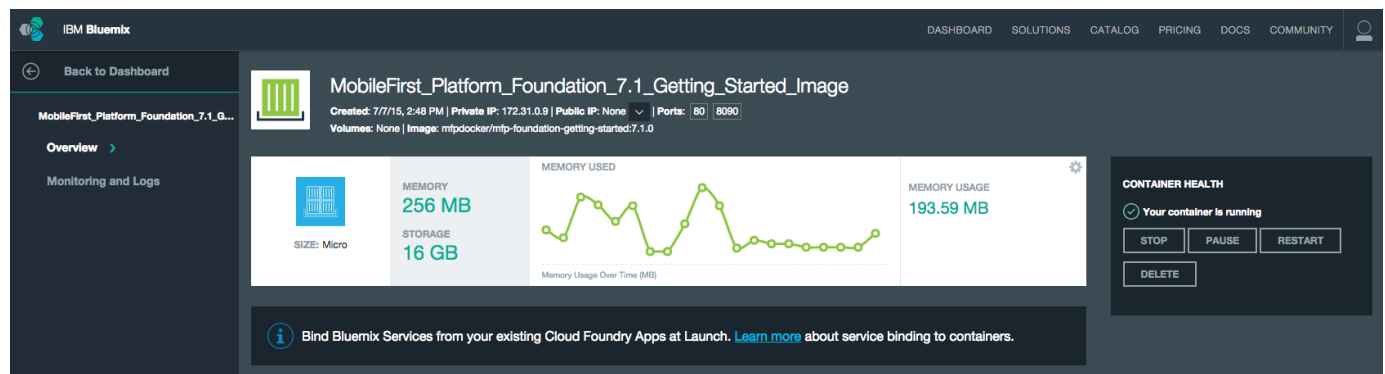 IBM Bluemix
DASHBOARD SOLUTIONS CATALOG PRICING DOCS COMMUNITY
Back to Dashboard
MobileFirst_Platform_Foundation_7.1_G...
Overview
Monitoring and Logs
MobileFirst_Platform_Foundation_7.1_Getting_Started_Image
Created: 7/7/15, 2:48 PM | Private IP: 172.31.0.9 | Public IP: None | Ports: 80 8090
Volumes: None | Image: mfpdocker/mfp-foundation-getting-started:7.1.0
SIZE: Micro
MEMORY
256 MB
STORAGE
16 GB
MEMORY USED
Memory Usage Over Time (MB)
MEMORY USAGE
193.59 MB
CONTAINER HEALTH
Your container is running
STOP PAUSE RESTART
DELETE
Bind Bluemix Services from your existing Cloud Foundry Apps at Launch. Learn more about service binding to containers.